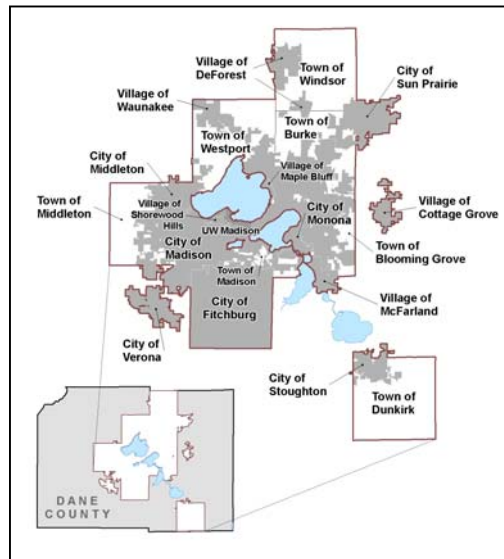 Village of
DeForest
Town of
Windsor
City of
Sun Prairie
Village of
Waunakee
Town of
Westport
Town of
Burke
City of
Middleton
Village of
Maple Bluff
Town of
Middleton
Village of
Shorewood
Hills
UW Madison
City of
Monona
Village of
Cottage Grove
City of
Madison
Town of
Madison
Town of
Blooming Grove
City of
Fitchburg
Village of
McFarland
City of
Verona
City of
Stoughton
Town of
Dunkirk
DANE
COUNTY